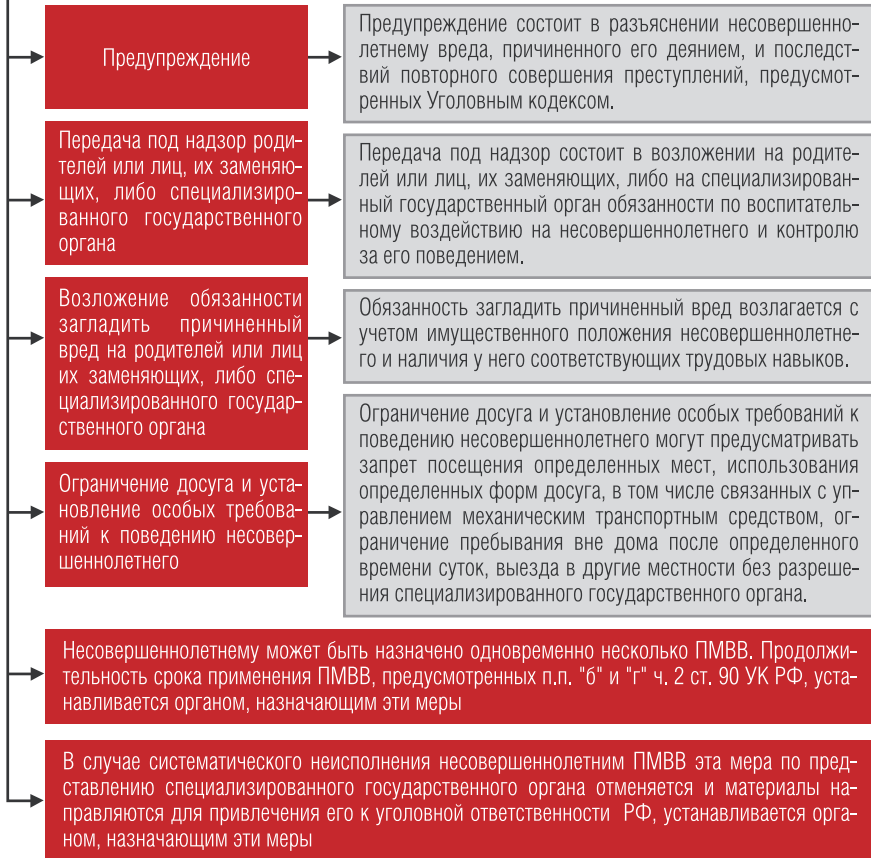 Предупреждение
Предупреждение состоит в разъяснении несовершенно-
летнему вреда, причиненного его деянием, и последст-
вий повторного совершения преступлений, предусмот-
ренных Уголовным кодексом.
Передача под надзор роди-
телей или лиц, их заменяю-
щих, либо специализиро-
ванного государственного
органа
Передача под надзор состоит в возложении на родите-
лей или лиц, их заменяющих, либо на специализирован-
ный государственный орган обязанности по воспитатель-
ному воздействию на несовершеннолетнего и контролю
за его поведением.
Возложение обязанности
загладить причиненный
вред на родителей или лиц
их заменяющих, либо спе-
циализированного государ-
ственного органа
Обязанность загладить причиненный вред возлагается с
учетом имущественного положения несовершеннолетне-
го и наличия у него соответствующих трудовых навыков.
Ограничение досуга и уста-
новление особых требова-
ний к поведению несовер-
шеннолетнего
Ограничение досуга и установление особых требований к
поведению несовершеннолетнего могут предусматривать
запрет посещения определенных мест, использования
определенных форм досуга, в том числе связанных с уп-
равлением механическим транспортным средством, ог-
раничение пребывания вне дома после определенного
времени суток, выезда в другие местности без разреше-
ния специализированного государственного органа.
Несовершеннолетнему может быть назначено одновременно несколько ПМВВ. Продолжи-
тельность срока применения ПМВВ, предусмотренных п.п. "б" и "г" ч. 2 ст. 90 УК РФ, уста-
навливается органом, назначающим эти меры
В случае систематического неисполнения несовершеннолетним ПМВВ эта мера по пред-
ставлению специализированного государственного органа отменяется и материалы на-
правляются для привлечения его к уголовной ответственности РФ, устанавливается орга-
ном, назначающим эти меры